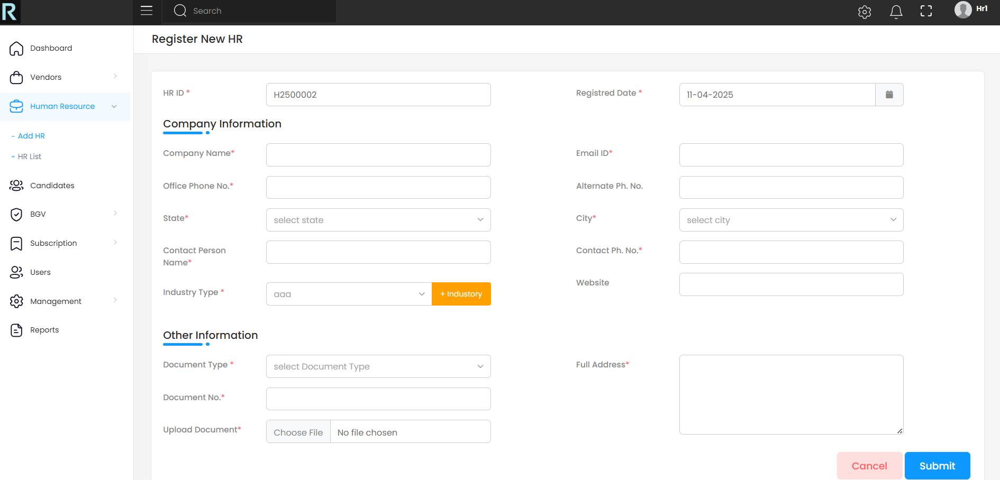 R
Search
Hr1
Dashboard
Vendors
Human Resource
- Add HR
- HR List
Candidates
BGV
Subscription
Users
Management
Reports
Register New HR
HR ID *
H2500002
Registred Date *
11-04-2025
Company Information
Company Name*
Email ID*
Office Phone No.*
Alternate Ph. No.
State*
select state
City*
select city
Contact Person
Name*
Contact Ph. No.*
Website
Industry Type *
aaa
+ Industory
Other Information
Document Type *
select Document Type
Full Address*
Document No.*
Upload Document*
Choose File
No file chosen
Cancel
Submit